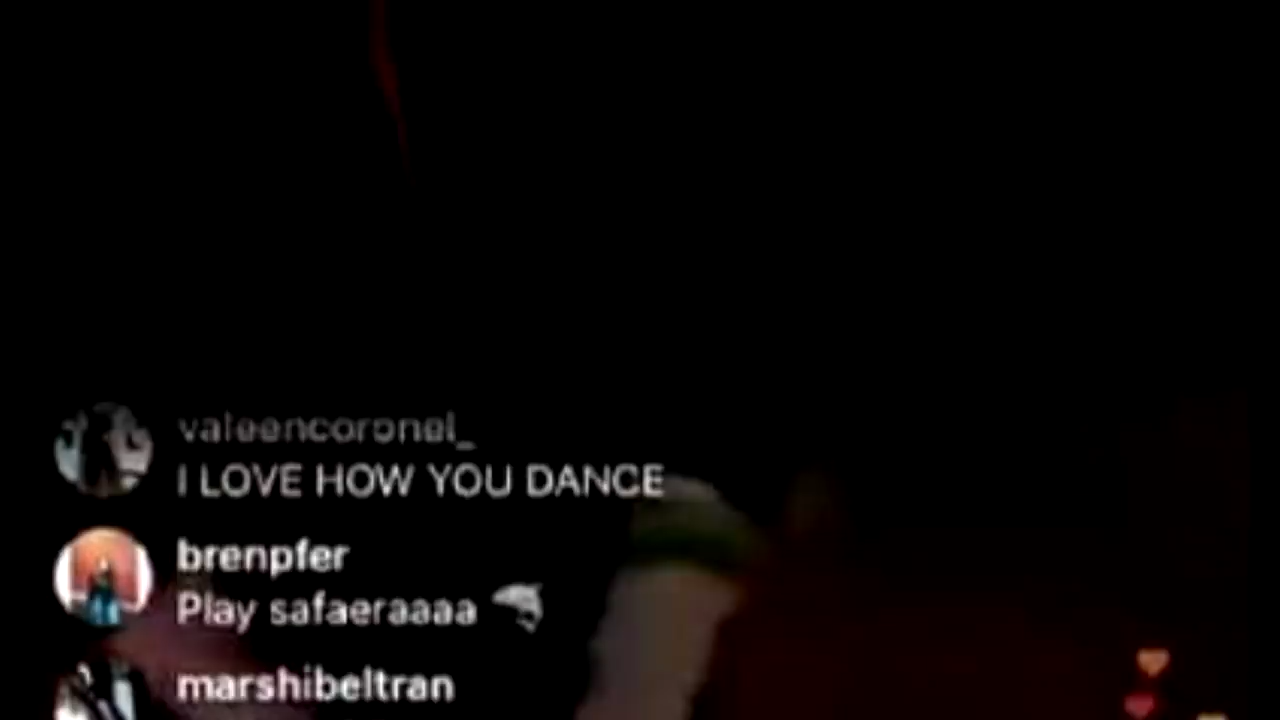 valeencoronel_
I LOVE HOW YOU DANCE
brenpfer
Play safaeraaaa
marshibeltran